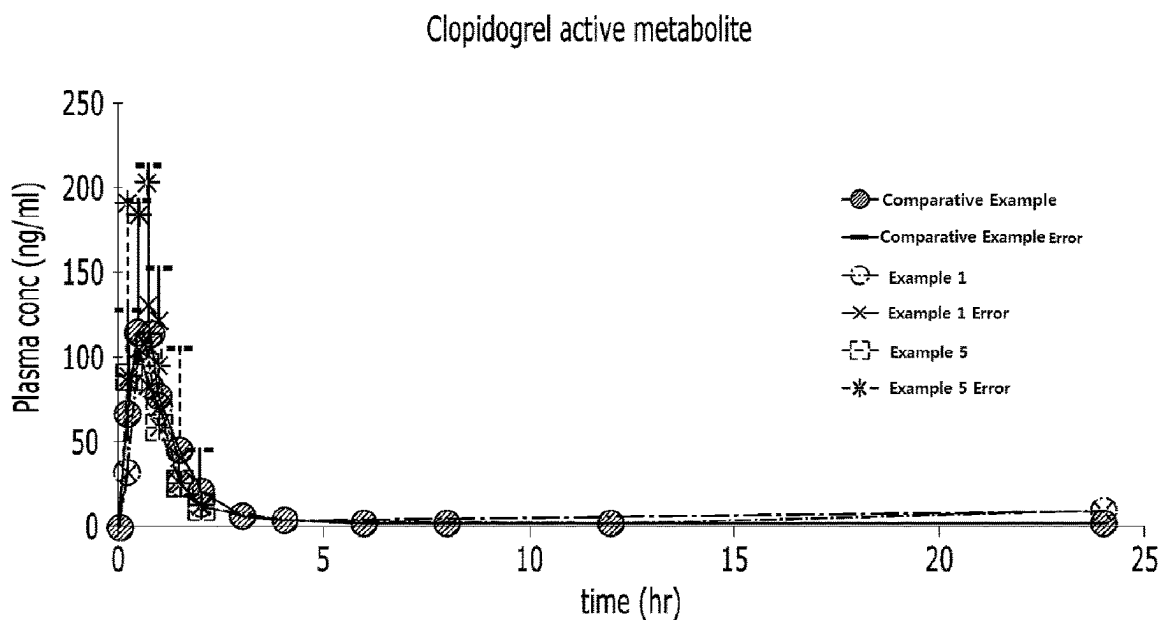 Clopidogrel active metabolite
Plasma conc (ng/ml)
250
200
150
100
50
0
0 5 10 15 20 25
time (hr)
Comparative Example
Comparative Example Error
Example 1
Example 1 Error
Example 5
Example 5 Error